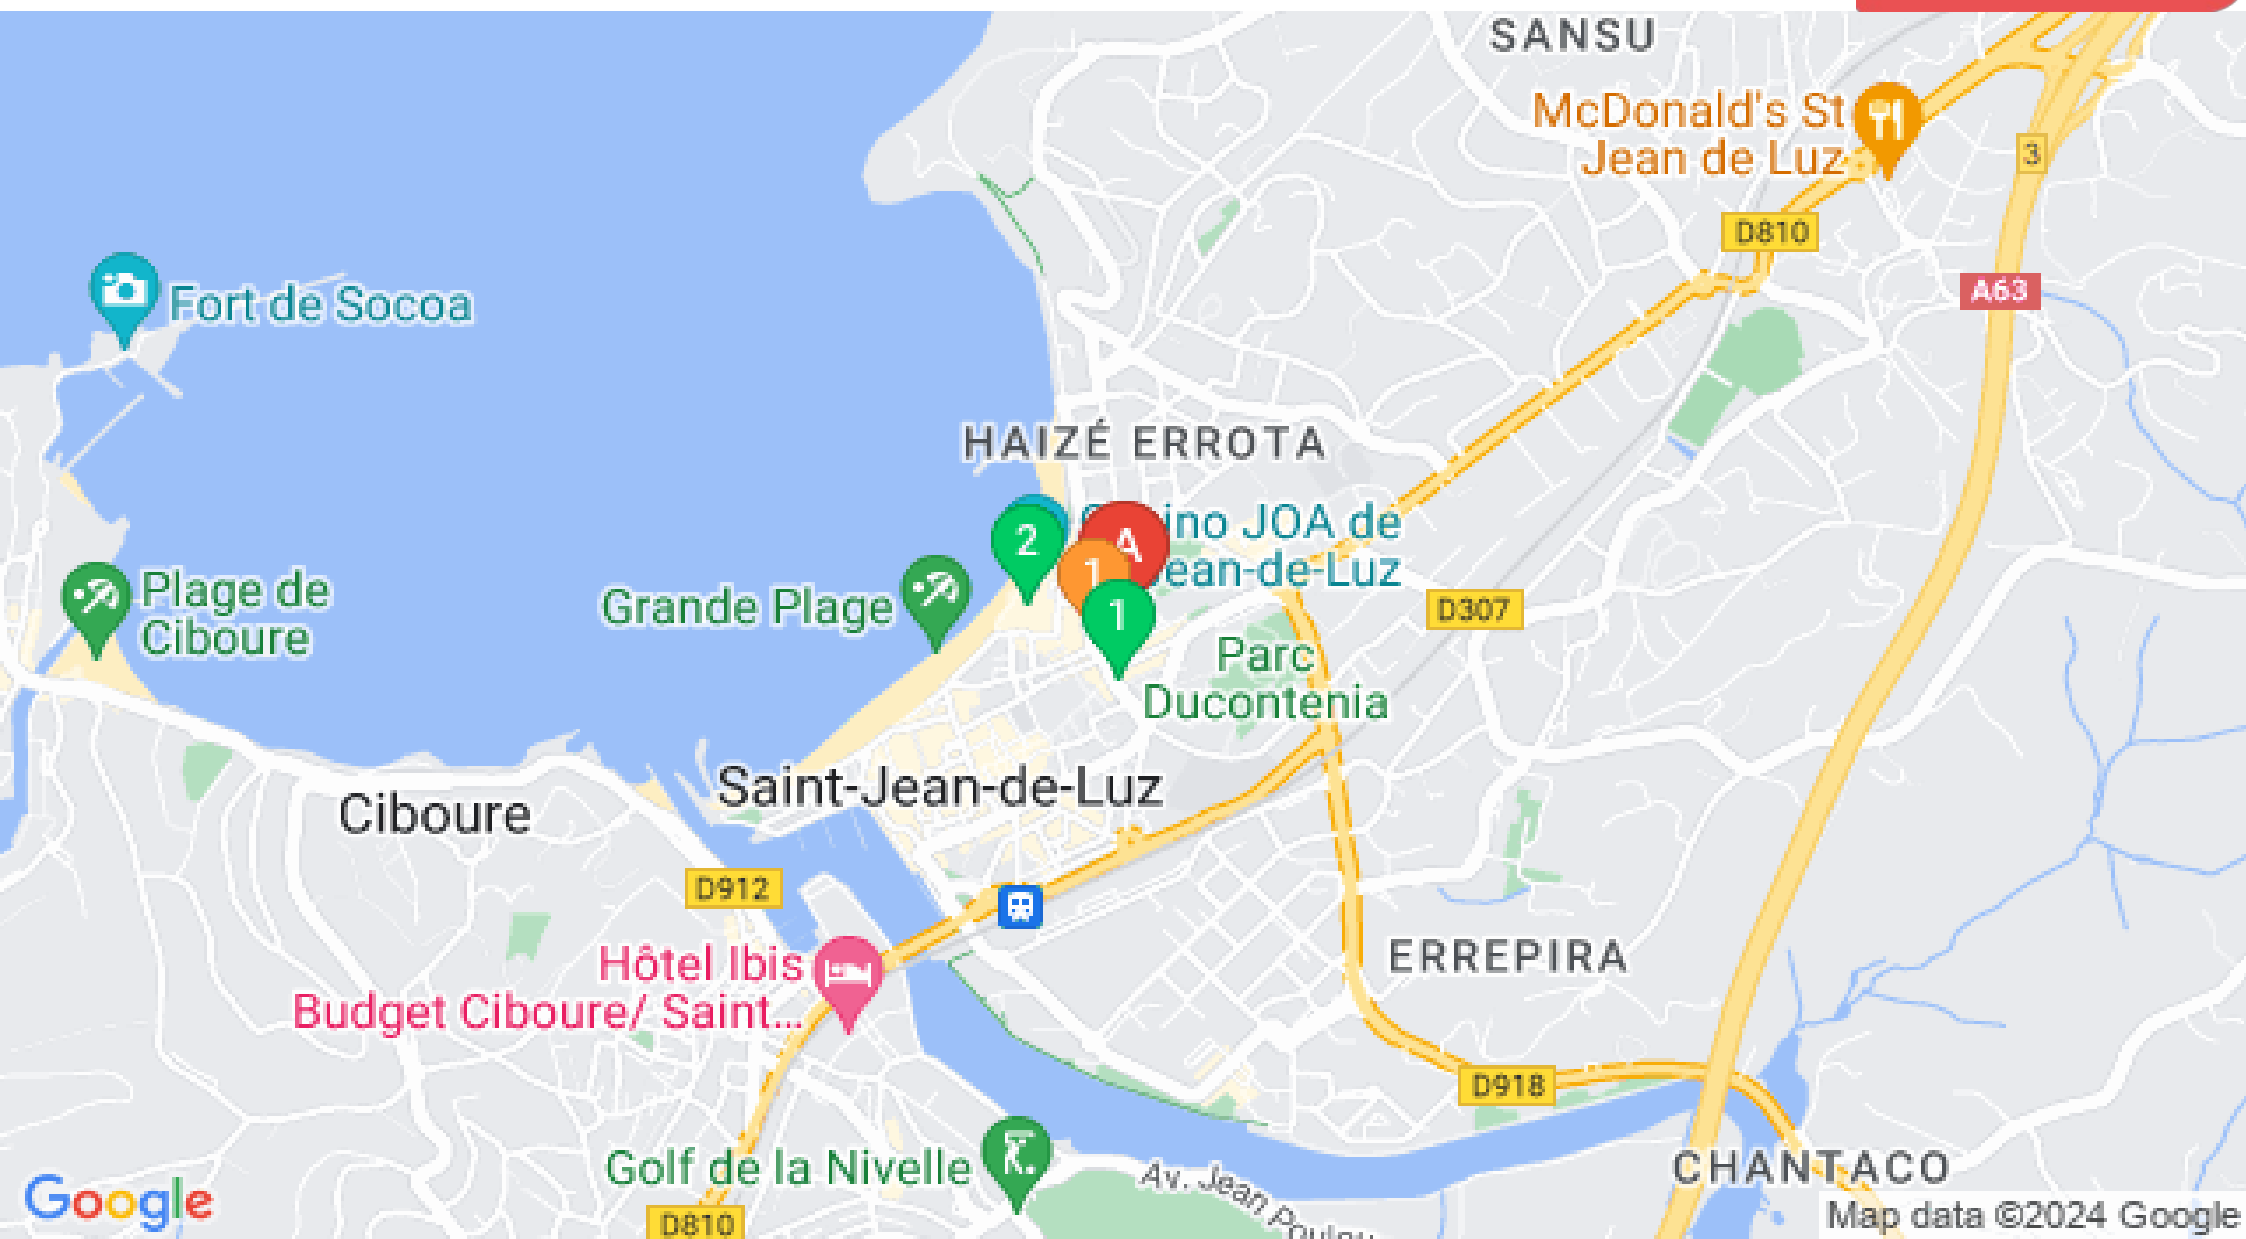 SANSU
McDonald's St
Jean de Luz
3
D810
A63
Fort de Socoa
HAIZÉ ERROTA
2
A
ino JOA de
1
ean-de-Luz
Plage de
Ciboure
Grande Plage
1
D307
Parc
Ducontenia
Saint-Jean-de-Luz
Ciboure
D912
Hôtel Ibis
Budget Ciboure/ Saint...
ERREPIRA
D918
Golf de la Nivelle
Av. Jean
CHANTACO
Google
D810
Map data ©2024 Google